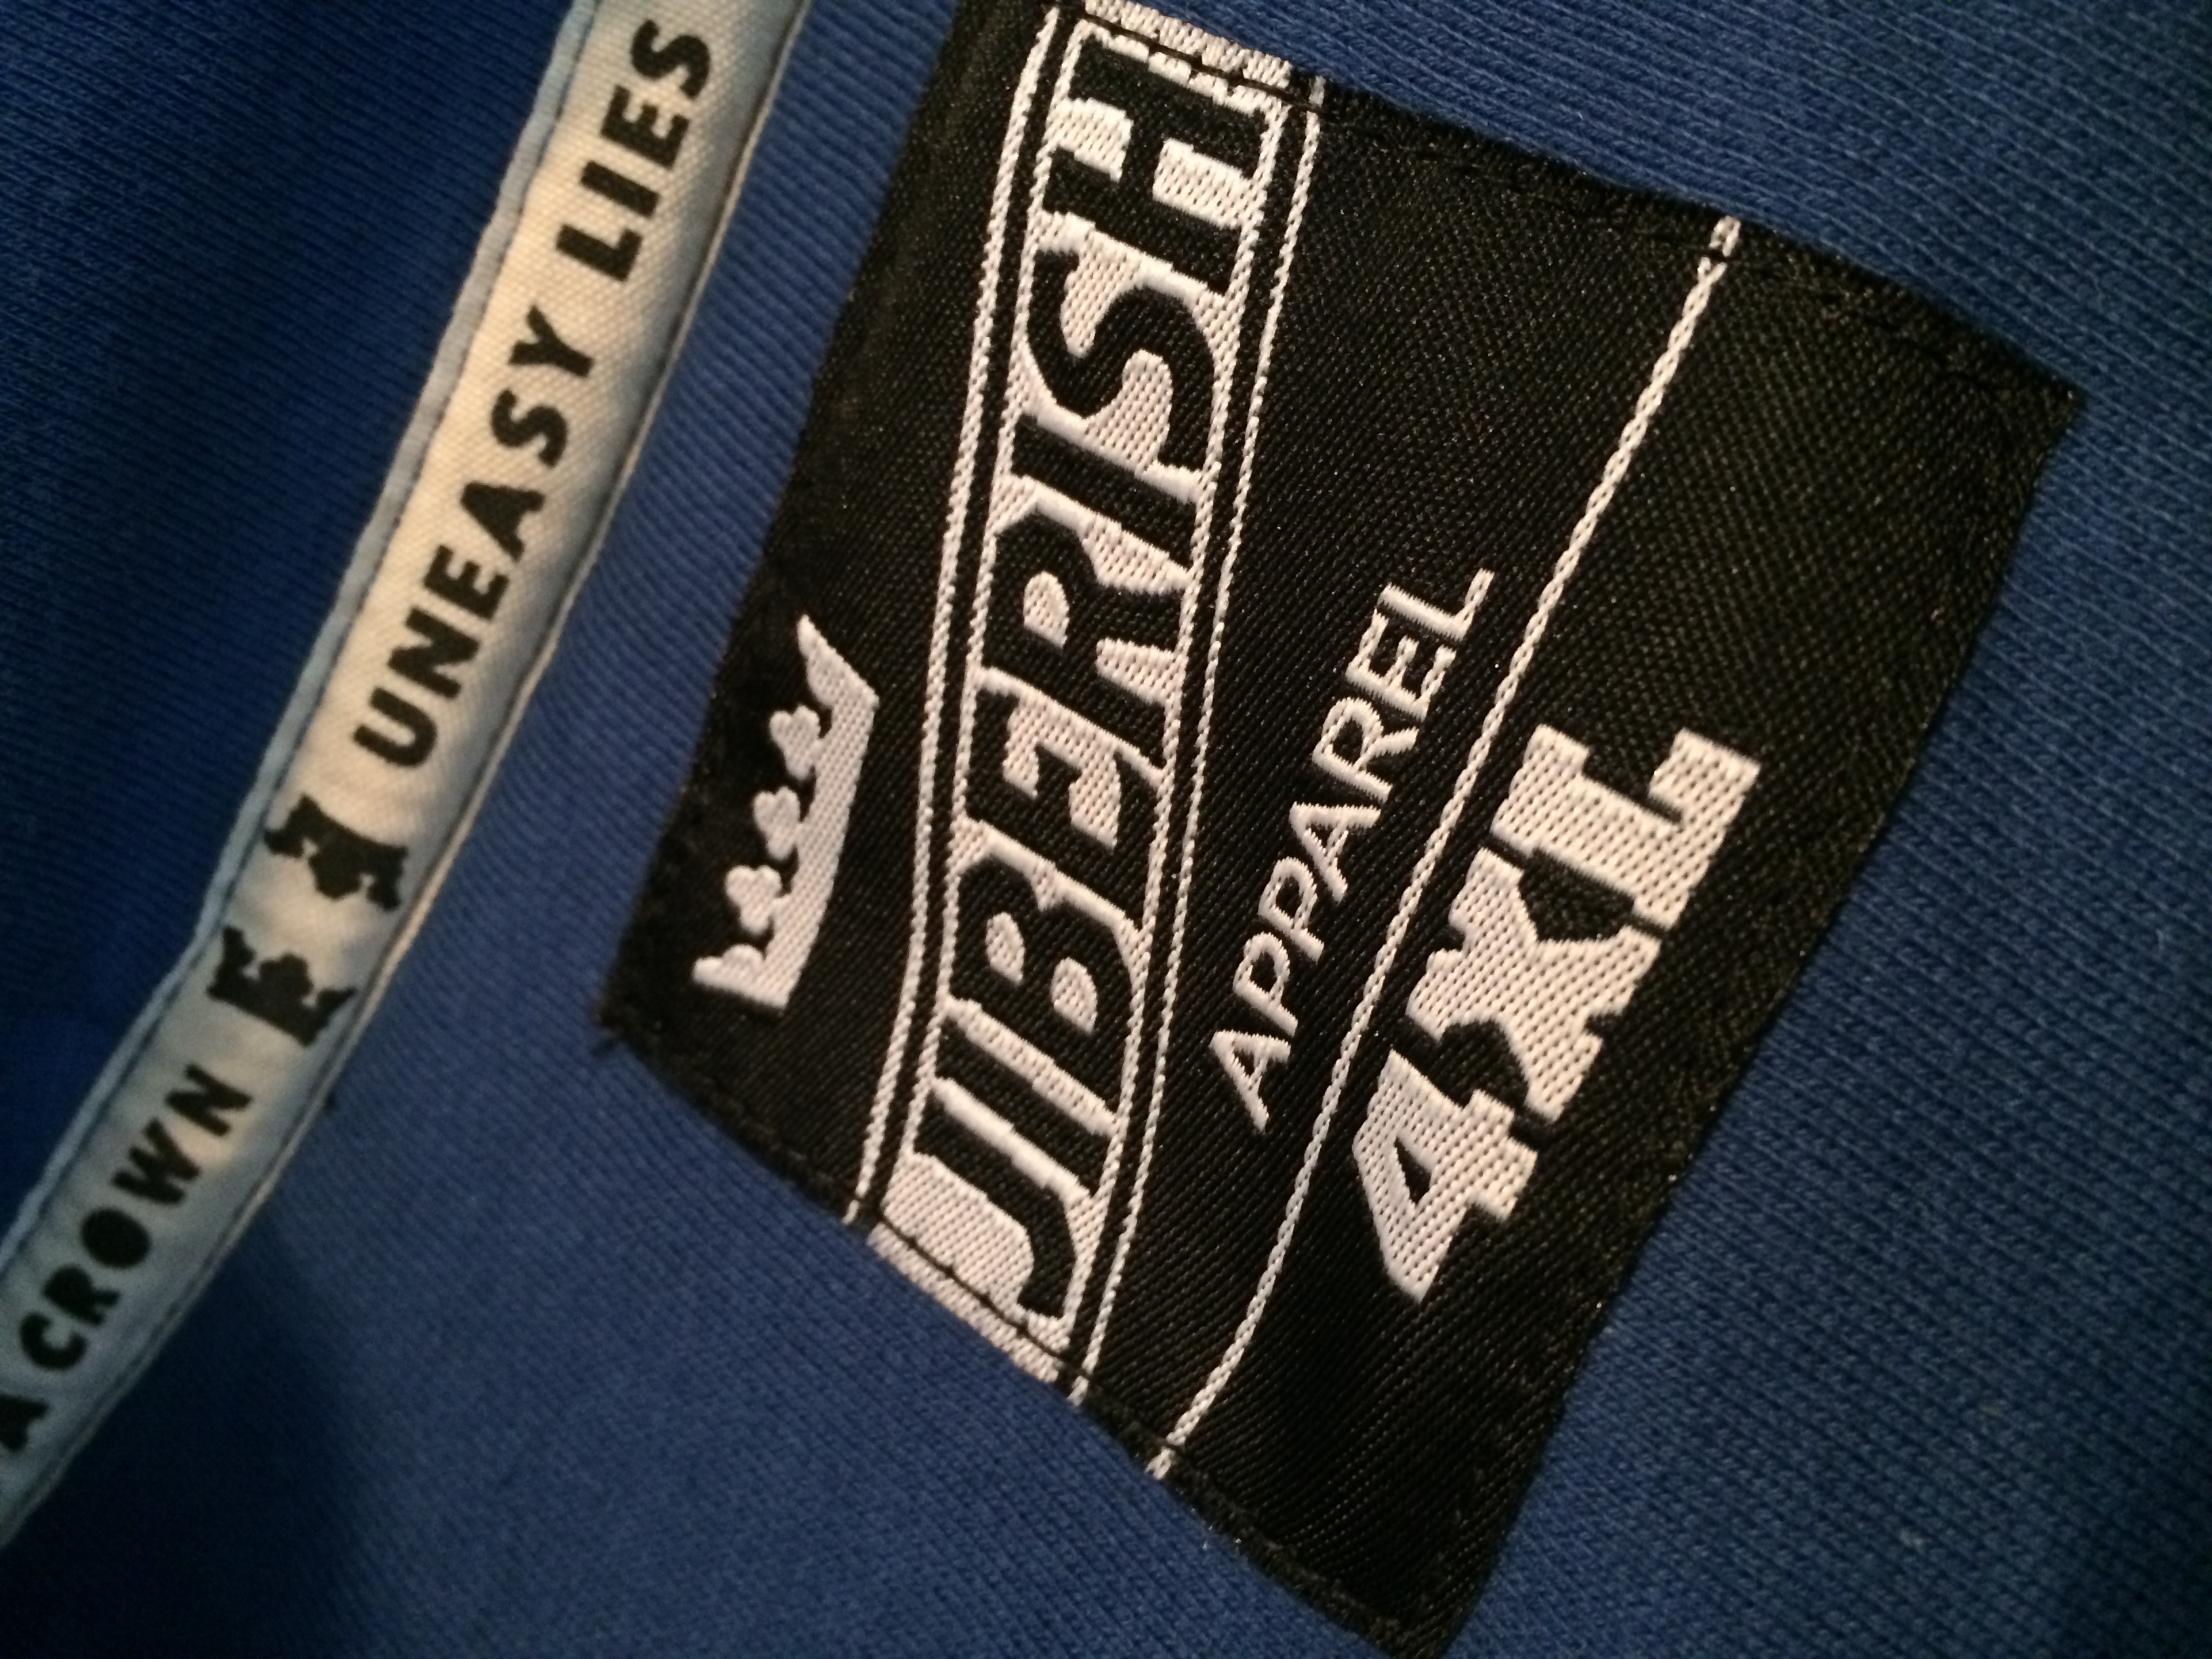 A CROWN UNEASY LIES
JIBERISH
APPAREL
4XL